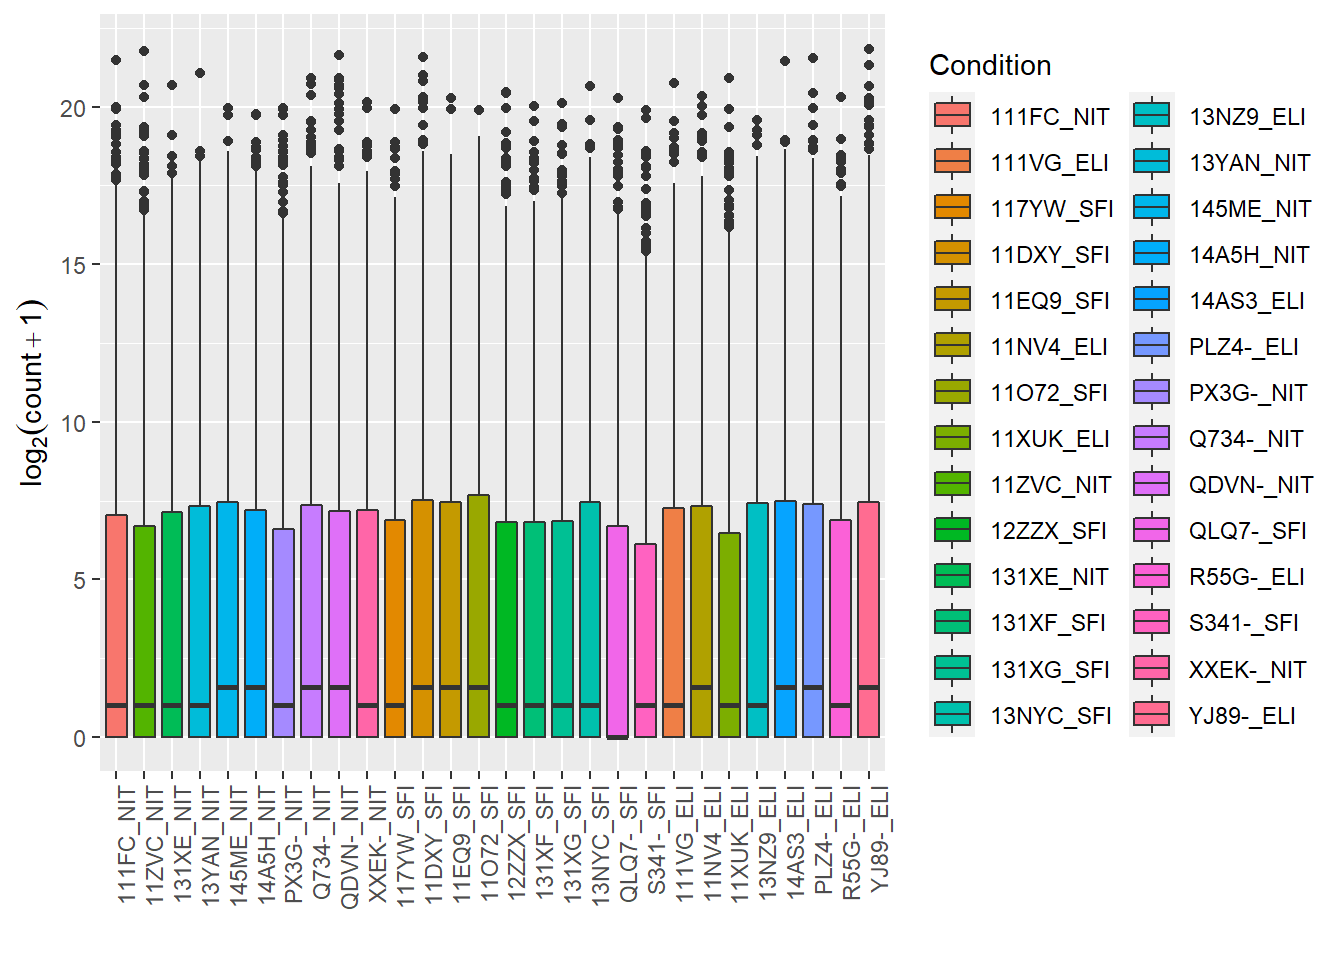 log2(count + 1)
20
15
10
5
0
111FC_NIT
11ZVC_NIT
131XE_NIT
13YAN_NIT
145ME_NIT
14A5H_NIT
PX3G-_NIT
Q734-_NIT
QDVN-_NIT
XXEK-_NIT
117YW_SFI
11DXY_SFI
11EQ9_SFI
11O72_SFI
12ZZX_SFI
131XF_SFI
131XG_SFI
13NYC_SFI
QLQ7-_SFI
S341-_SFI
111VG_ELI
11NV4_ELI
11XUK_ELI
13NZ9_ELI
14AS3_ELI
PLZ4-_ELI
R55G-_ELI
YJ89-_ELI
Condition
111FC_NIT
111VG_ELI
117YW_SFI
11DXY_SFI
11EQ9_SFI
11NV4_ELI
11O72_SFI
11XUK_ELI
11ZVC_NIT
12ZZX_SFI
131XE_NIT
131XF_SFI
131XG_SFI
13NYC_SFI
13NZ9_ELI
13YAN_NIT
145ME_NIT
14A5H_NIT
14AS3_ELI
PLZ4-_ELI
PX3G-_NIT
Q734-_NIT
QDVN-_NIT
QLQ7-_SFI
R55G-_ELI
S341-_SFI
XXEK-_NIT
YJ89-_ELI